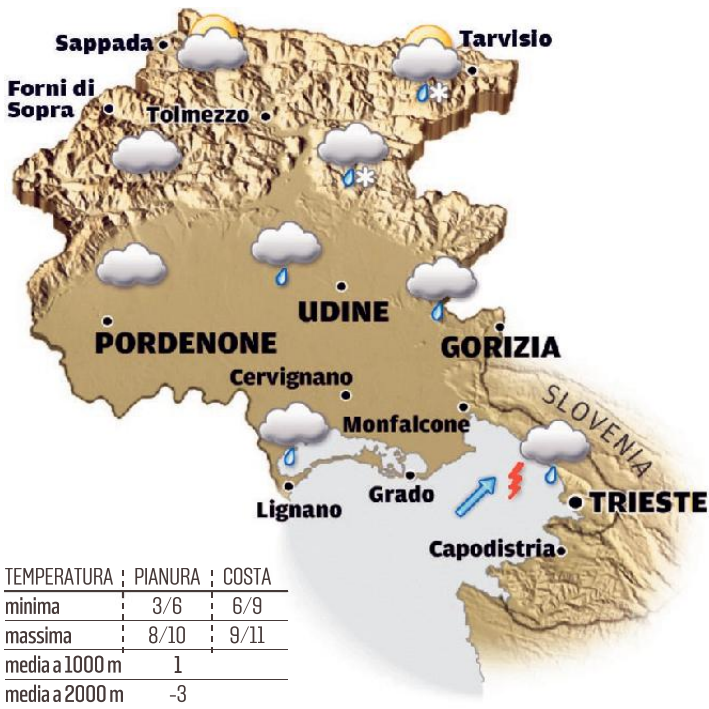 Sappada
Tarvisio
Forni di
Sopra
Tolmezzo
UDINE
PORDENONE
GORIZIA
Cervignano
SLOVENIA
Monfalcone
Grado
Lignano
TRIESTE
Capodistria
TEMPERATURA PIANURA COSTA
minima 3/6 6/9
massima 8/10 9/11
media a 1000 m 1
media a 2000 m -3